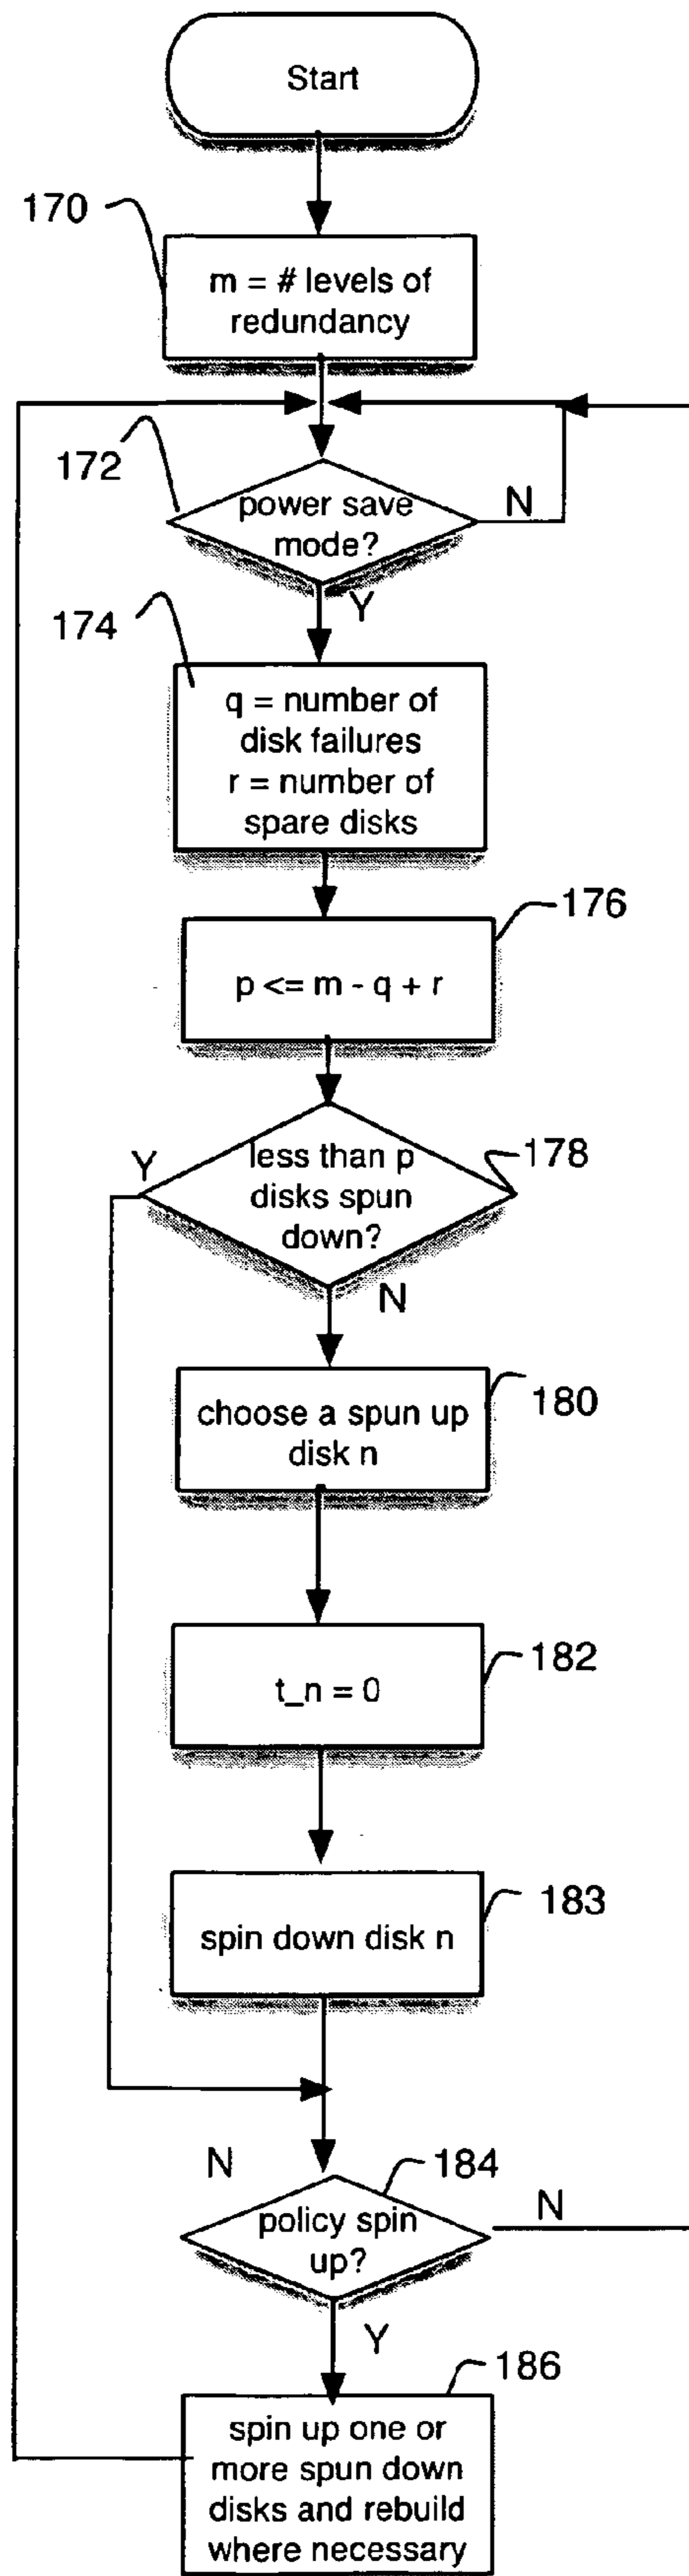 Start
170
m = # levels of
redundancy
172
power save
mode?
N
Y
174
q = number of
disk failures
r = number of
spare disks
176
p <= m - q + r
Y
less than p
disks spun
down?
178
N
choose a spun up
disk n
180
t_n = 0
182
spin down disk n
183
N
184
policy spin
up?
N
Y
186
spin up one or
more spun down
disks and rebuild
where necessary